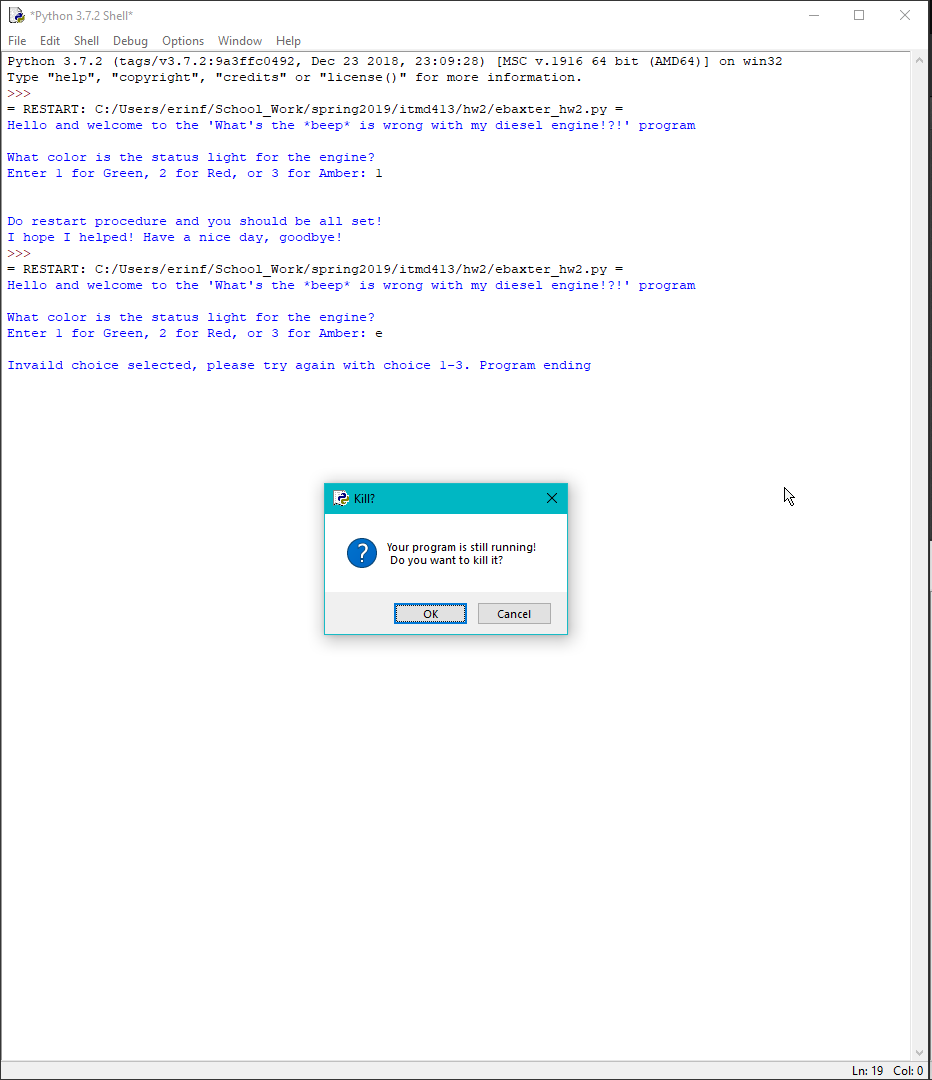 *Python 3.7.2 Shell*
File Edit Shell Debug Options Window Help
Python 3.7.2 (tags/v3.7.2:9a3ffc0492, Dec 23 2018, 23:09:28) [MSC v.1916 64 bit (AMD64)] on win32
Type "help", "copyright", "credits" or "license()" for more information.
>>>
= RESTART: C:/Users/erinf/School_Work/spring2019/itmd413/hw2/ebaxter_hw2.py =
Hello and welcome to the 'What's the *beep* is wrong with my diesel engine!?!' program
What color is the status light for the engine?
Enter 1 for Green, 2 for Red, or 3 for Amber: 1
Do restart procedure and you should be all set!
I hope I helped! Have a nice day, goodbye!
>>>
= RESTART: C:/Users/erinf/School_Work/spring2019/itmd413/hw2/ebaxter_hw2.py =
Hello and welcome to the 'What's the *beep* is wrong with my diesel engine!?!' program
What color is the status light for the engine?
Enter 1 for Green, 2 for Red, or 3 for Amber: e
Invaild choice selected, please try again with choice 1-3. Program ending
Kill?
Your program is still running!
Do you want to kill it?
OK Cancel
Ln: 19 Col: 0